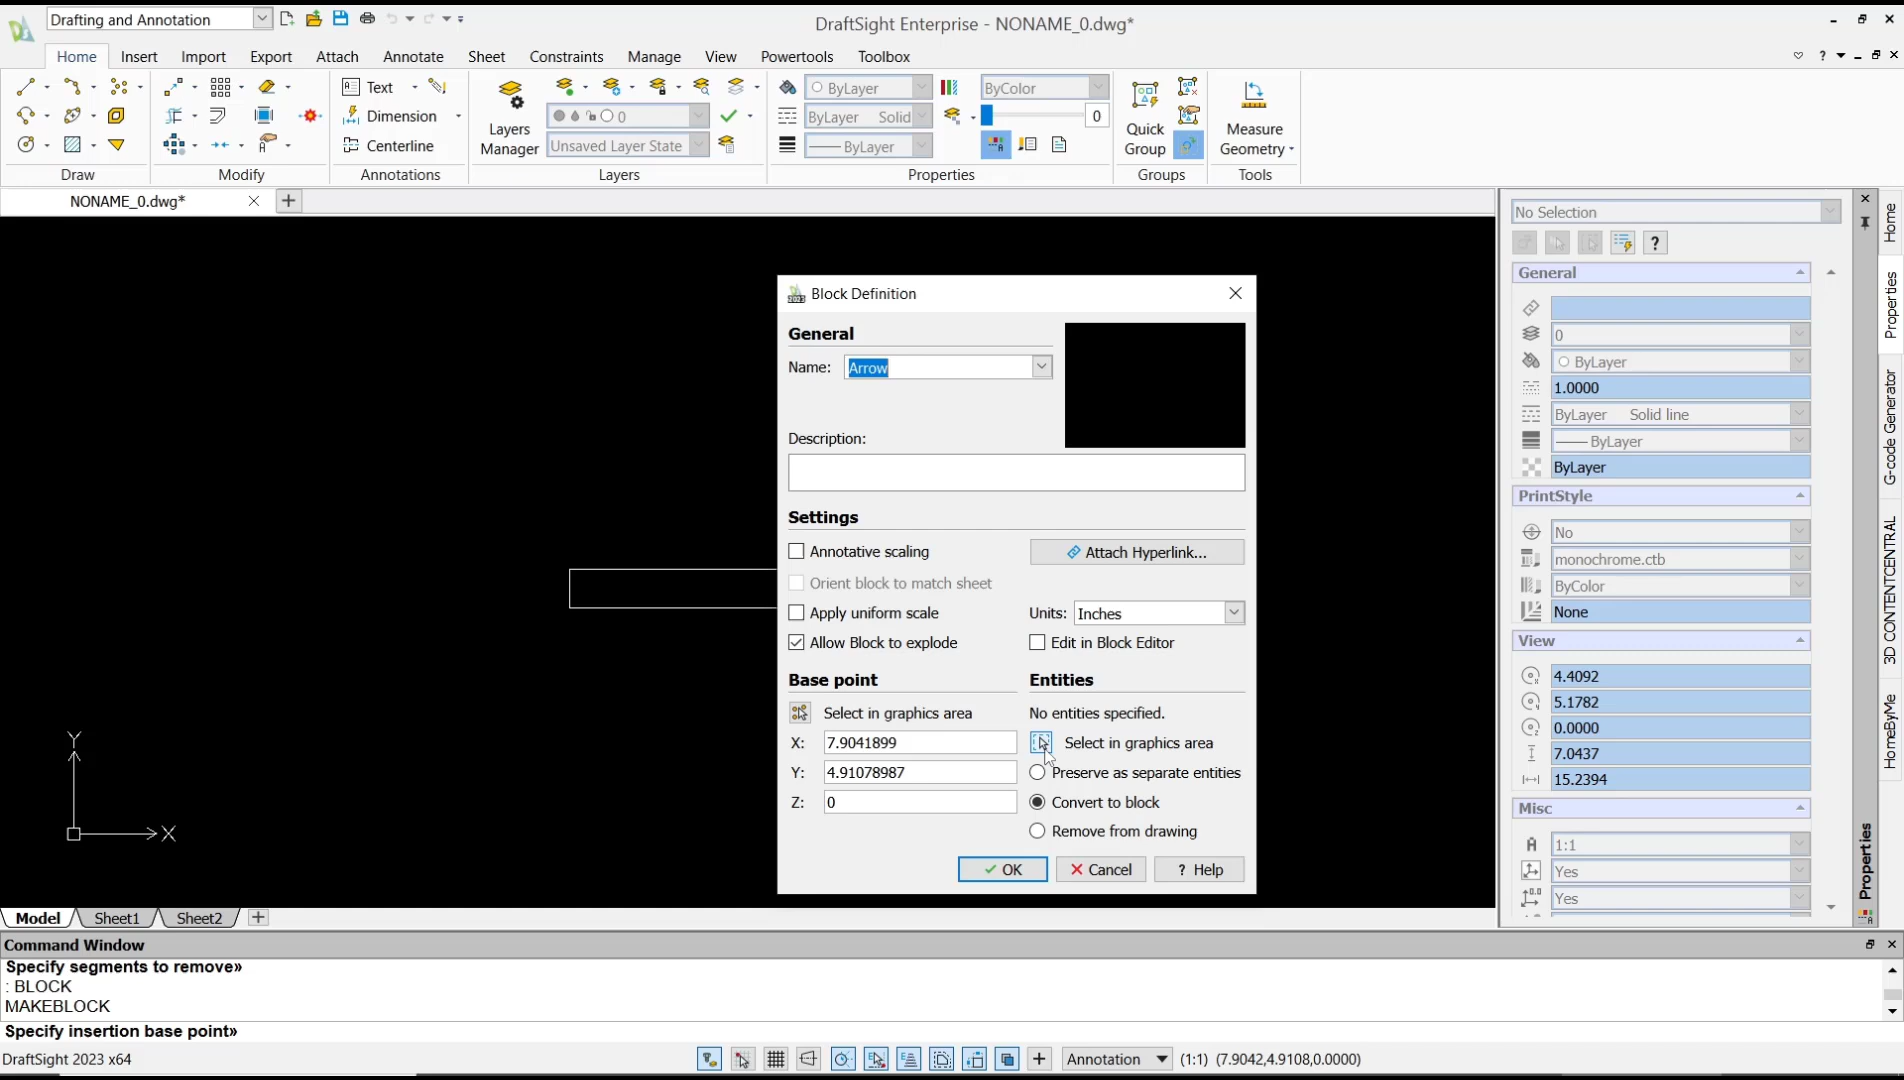 Drafting and Annotation
DraftSight Enterprise - NONAME_0.dwg*
Home Insert Import Export Attach Annotate Sheet Constraints Manage View Powertools Toolbox
Text
Dimension
Centerline
Layers
Manager
0
Unsaved Layer State
ByLayer
ByLayer Solid
ByLayer
ByColor
0
Quick
Group
Measure
Geometry
Draw Modify Annotations Layers Properties Groups Tools
NONAME_0.dwg*
Block Definition
General
Name: Arrow
Description:
Settings
Annotative scaling
Attach Hyperlink...
Orient block to match sheet
Apply uniform scale
Units: Inches
Allow Block to explode
Edit in Block Editor
Base point
Entities
Select in graphics area
No entities specified.
X: 7.9041899
Select in graphics area
Y: 4.91078987
Preserve as separate entities
Z: 0
Convert to block
Remove from drawing
OK Cancel ? Help
Y
X
No Selection
?
General
0
ByLayer
1.0000
ByLayer Solid line
ByLayer
ByLayer
PrintStyle
No
monochrome.ctb
ByColor
None
View
4.4092
5.1782
0.0000
7.0437
15.2394
Misc
1:1
Yes
Yes
Properties
Home
Properties
G-code Generator
3D CONTENTCENTRAL
HomeByMe
Model Sheet1 Sheet2
Command Window
Specify segments to remove»
: BLOCK
MAKEBLOCK
Specify insertion base point»
DraftSight 2023 x64
Annotation (1:1) (7.9042,4.9108,0.0000)